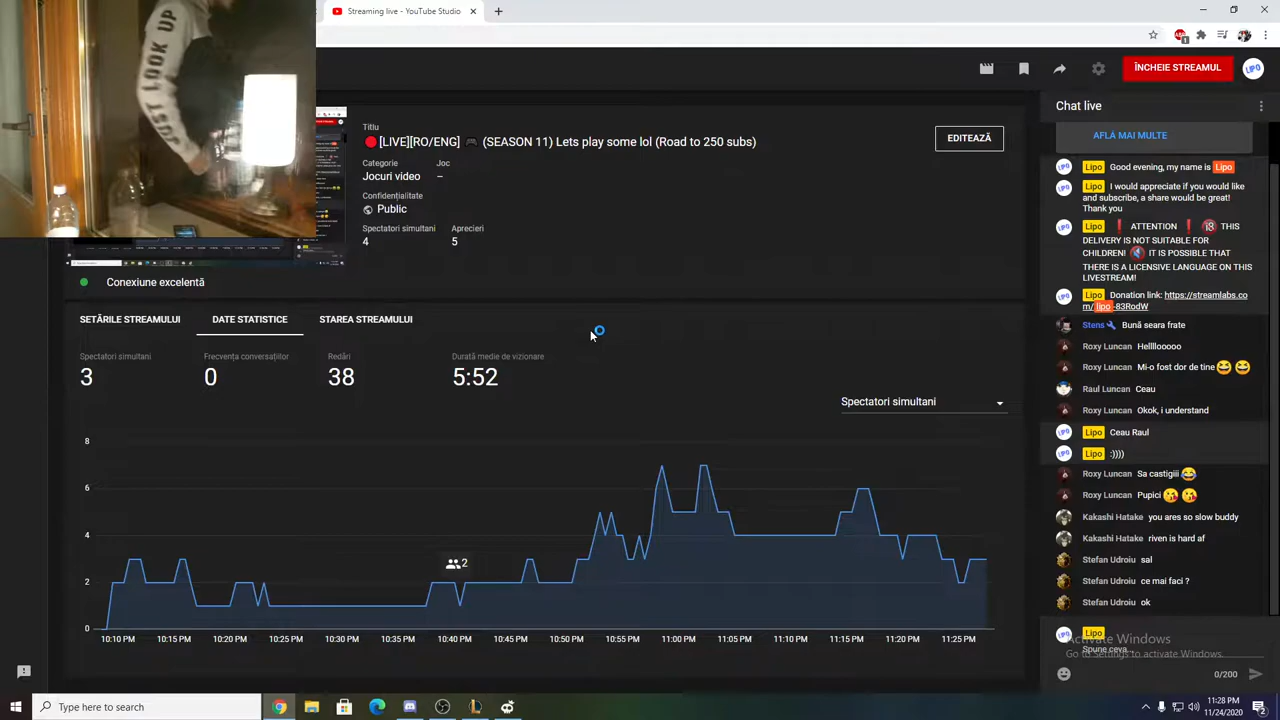 Streaming live - YouTube Studio
JUST LOOK UP
1
ÎNCHEIE STREAMUL
LIPO
Titlu
[LIVE][RO/ENG] 🎮 (SEASON 11) Lets play some lol (Road to 250 subs)
EDITEAZĂ
Categorie
Joc
Jocuri video
–
Confidențialitate
Public
Spectatori simultani
Aprecieri
4
5
Conexiune excelentă
SETĂRILE STREAMULUI
DATE STATISTICE
STAREA STREAMULUI
Spectatori simultani
Frecvența conversațiilor
Redări
Durată medie de vizionare
3
0
38
5:52
Spectatori simultani
8
6
4
2
0
2
10:10 PM
10:15 PM
10:20 PM
10:25 PM
10:30 PM
10:35 PM
10:40 PM
10:45 PM
10:50 PM
10:55 PM
11:00 PM
11:05 PM
11:10 PM
11:15 PM
11:20 PM
11:25 PM
Chat live
AFLĂ MAI MULTE
Lipo Good evening, my name is Lipo
Lipo I would appreciate if you would like
and subscribe, a share would be great!
Thank you
Lipo ❗ ATTENTION ❗ 🔞 THIS
DELIVERY IS NOT SUITABLE FOR
CHILDREN! 🔇 IT IS POSSIBLE THAT
THERE IS A LICENSIVE LANGUAGE ON THIS
LIVESTREAM!
Lipo Donation link: https://streamlabs.co
m/lipo-83RodW
Stens Bună seara frate
Roxy Luncan Helllloooo
Roxy Luncan Mi-o fost dor de tine 😆 😆
Raul Luncan Ceau
Roxy Luncan Okok, i understand
Lipo Ceau Raul
Lipo :))))
Roxy Luncan Sa castigiii 😂
Roxy Luncan Pupici 😘 😘
Kakashi Hatake you ares so slow buddy
Kakashi Hatake riven is hard af
Stefan Udroiu sal
Stefan Udroiu ce mai faci ?
Stefan Udroiu ok
Lipo
Spune ceva...
Activate Windows
Go to Settings to activate Windows.
0/200
Type here to search
11:28 PM
11/24/2020
2